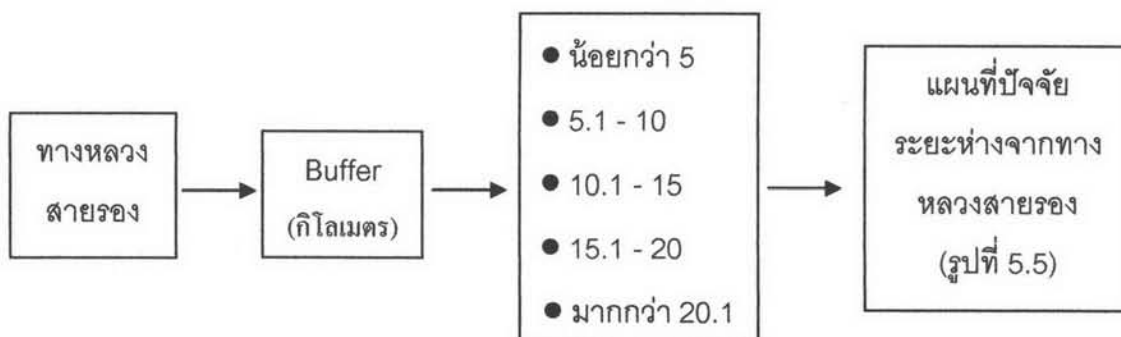 ทางหลวง
สายรอง
Buffer
(กิโลเมตร)
● น้อยกว่า 5
● 5.1 - 10
● 10.1 - 15
● 15.1 - 20
● มากกว่า 20.1
แผนที่ปัจจัย
ระยะห่างจากทาง
หลวงสายรอง
(รูปที่ 5.5)